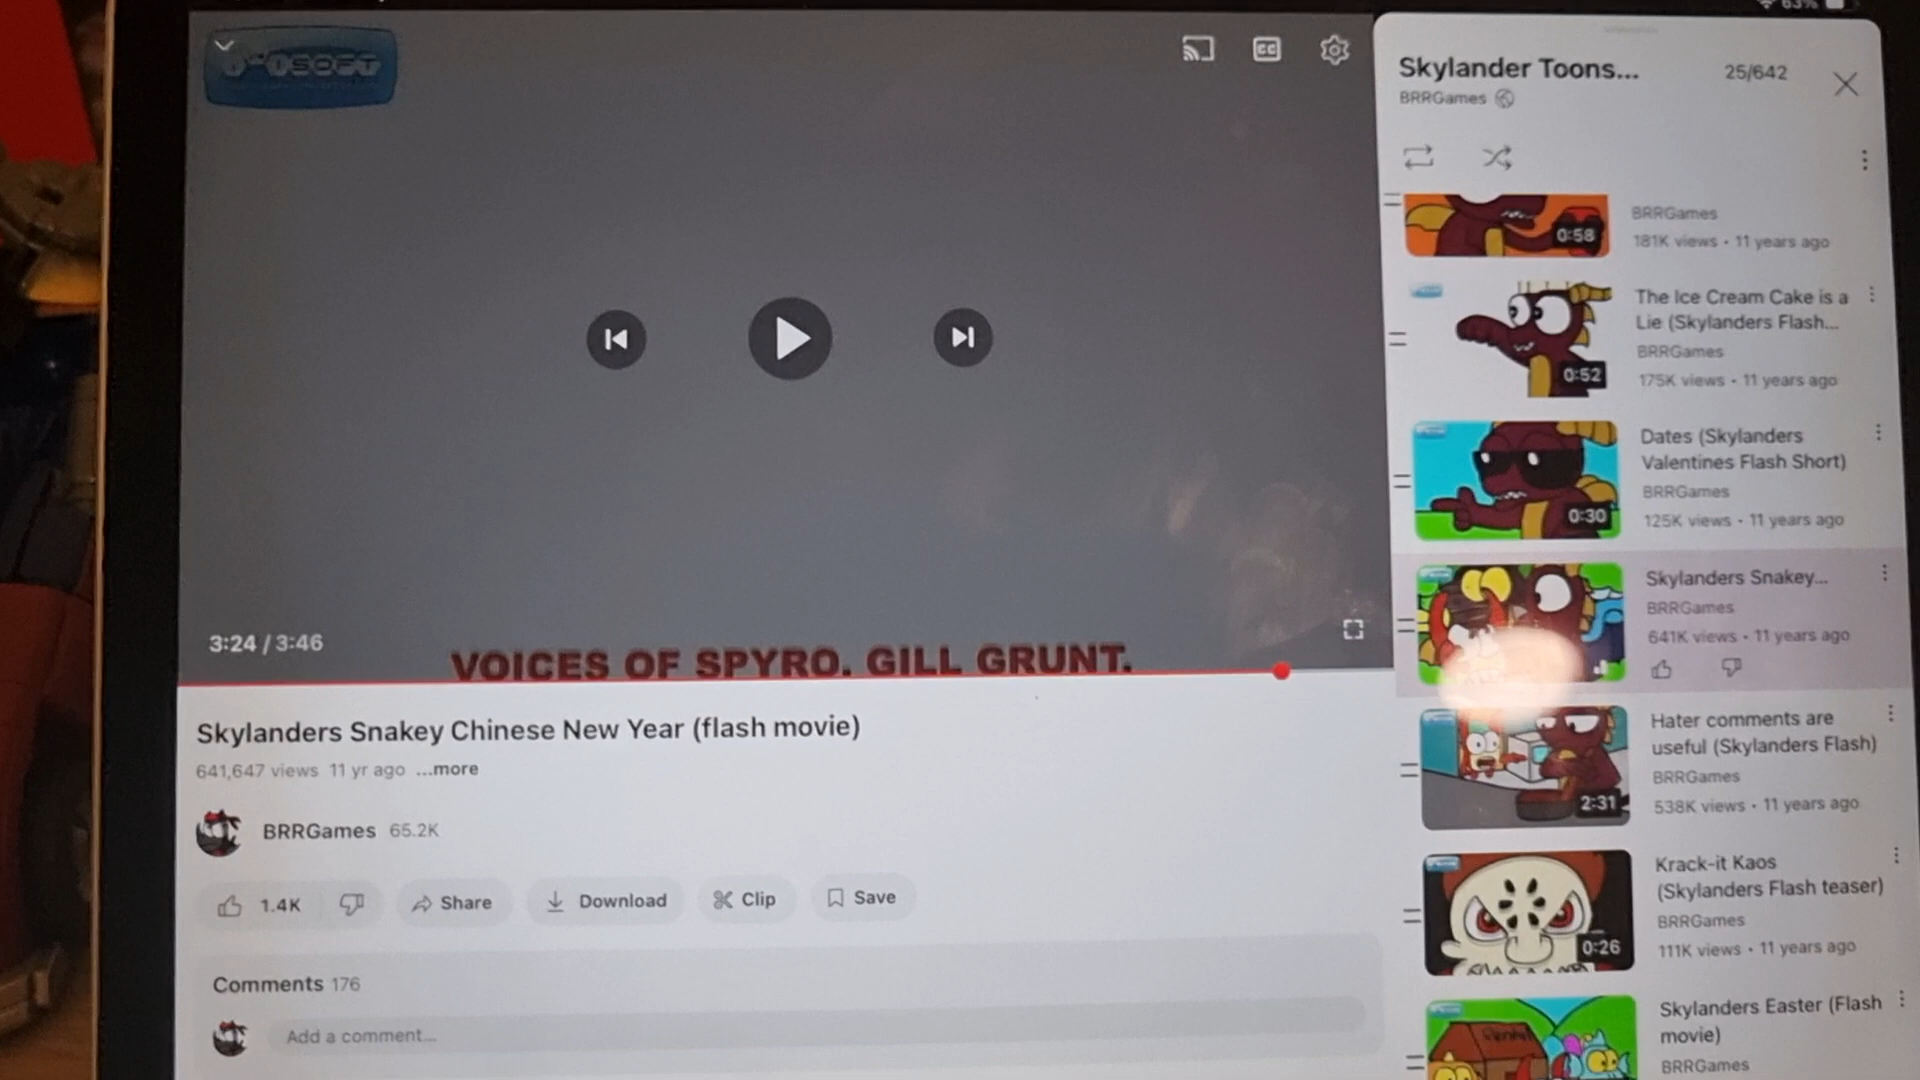 63%
SOFT
3:24 / 3:46
VOICES OF SPYRO. GILL GRUNT.
Skylanders Snakey Chinese New Year (flash movie)
641,647 views 11 yr ago ...more
BRRGames 65.2K
1.4K
Share
Download
Clip
Save
Comments 176
Add a comment...
Skylander Toons... 25/642
BRRGames
0:58
BRRGames
181K views • 11 years ago
0:52
The Ice Cream Cake is a
Lie (Skylanders Flash...
BRRGames
175K views • 11 years ago
0:30
Dates (Skylanders
Valentines Flash Short)
BRRGames
125K views • 11 years ago
Skylanders Snakey...
BRRGames
641K views • 11 years ago
2:31
Hater comments are
useful (Skylanders Flash)
BRRGames
538K views • 11 years ago
0:26
Krack-it Kaos
(Skylanders Flash teaser)
BRRGames
111K views • 11 years ago
Skylanders Easter (Flash
movie)
BRRGames